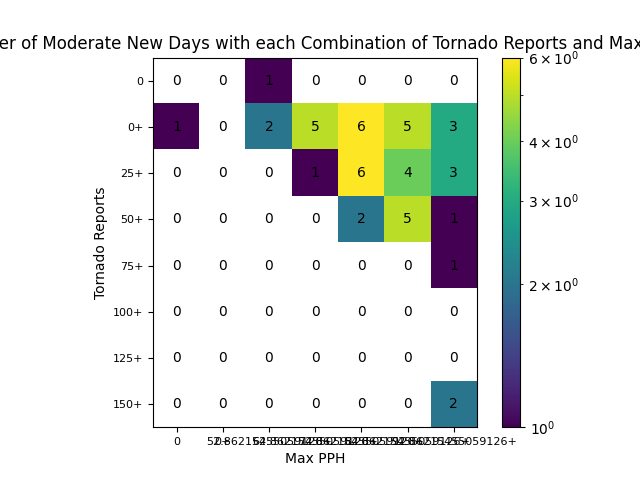 er of Moderate New Days with each Combination of Tornado Reports and Max
0 0 0 1 0 0 0 0
0+ 1 0 2 5 6 5 3
25+ 0 0 0 1 6 4 3
50+ 0 0 0 0 2 5 1
75+ 0 0 0 0 0 0 1
100+ 0 0 0 0 0 0 0
125+ 0 0 0 0 0 0 0
150+ 0 0 0 0 0 0 2
0
Max PPH
Tornado Reports
6 × 10⁰
4 × 10⁰
3 × 10⁰
2 × 10⁰
10⁰